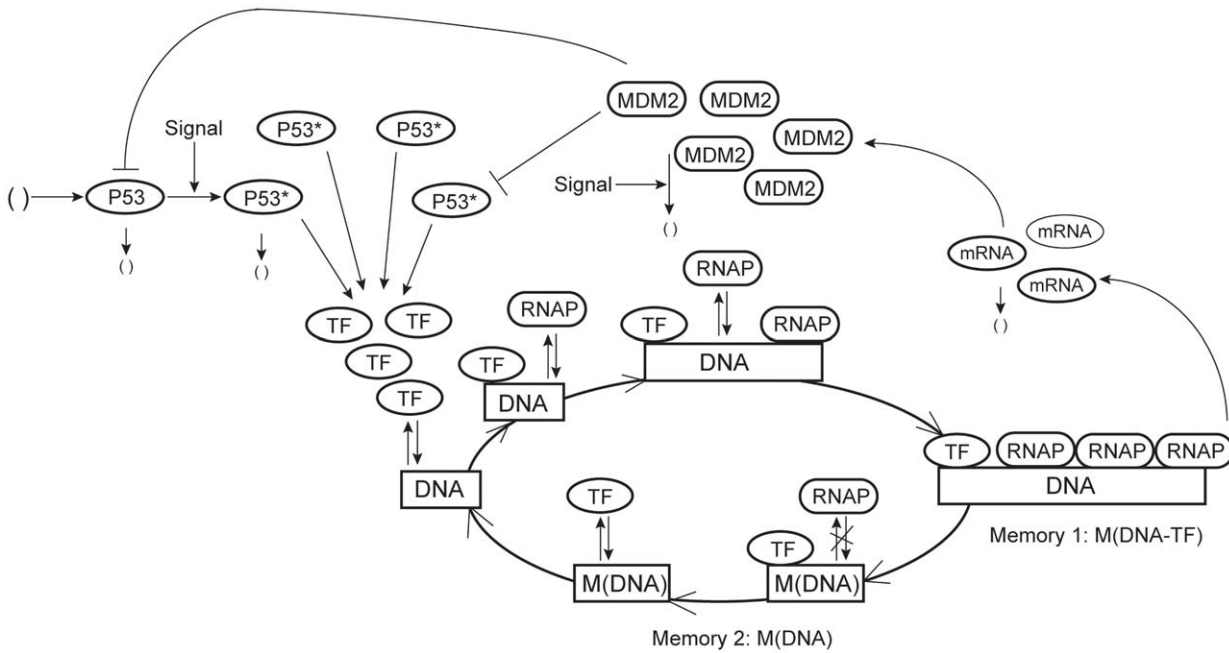 MDM2 MDM2
Signal P53* P53* MDM2
MDM2
Signal MDM2
( ) P53 P53* P53*
mRNA
mRNA
( ) ( ) ( )
RNAP mRNA
TF TF RNAP TF RNAP ( )
TF TF DNA
TF DNA
TF RNAP RNAP RNAP
DNA TF RNAP DNA
Memory 1: M(DNA-TF)
TF
M(DNA) M(DNA)
Memory 2: M(DNA)